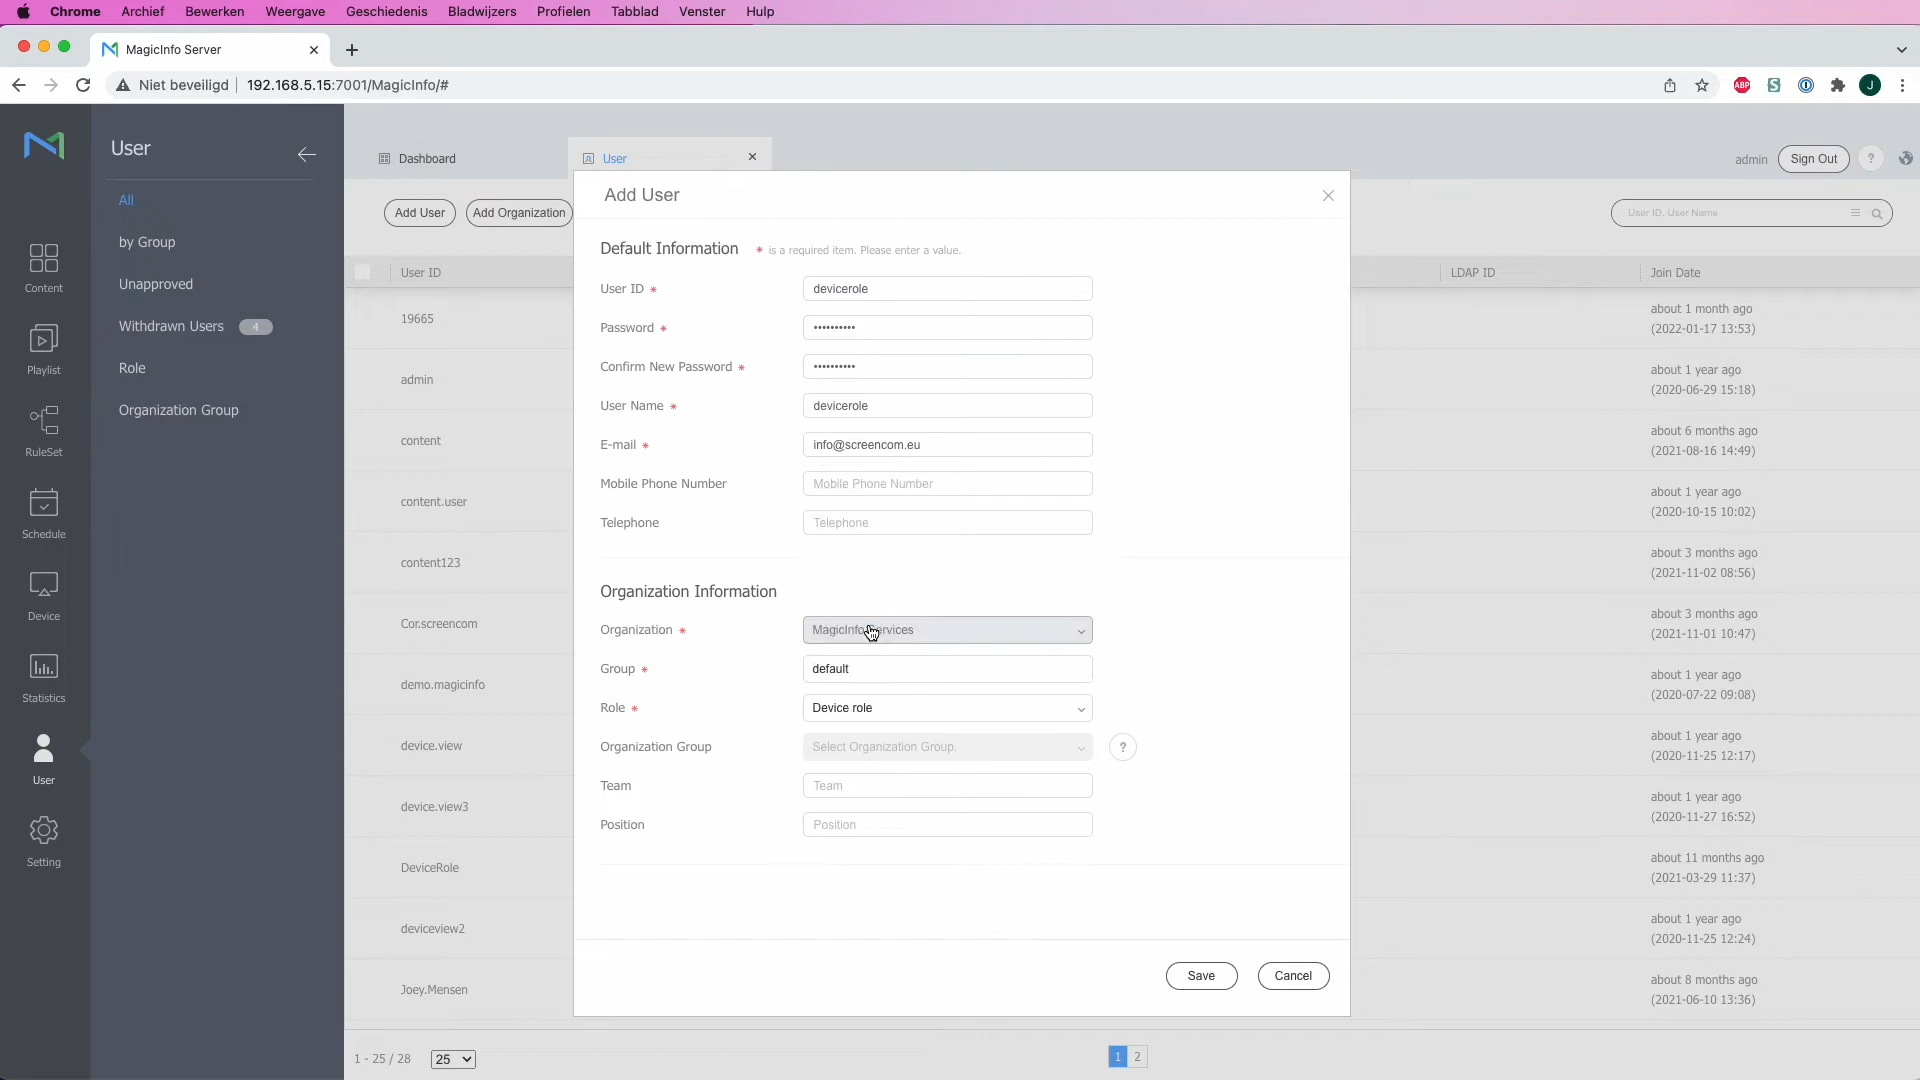 Chrome Archief Bewerken Weergave Geschiedenis Bladwijzers Profielen Tabblad Venster Hulp
MagicInfo Server
Niet beveiligd 192.168.5.15:7001/MagicInfo/#
ABP
J
User
All
by Group
Unapproved
Withdrawn Users 4
Role
Organization Group
Content
Playlist
RuleSet
Schedule
Device
Statistics
User
Setting
Dashboard
User
admin Sign Out ?
Add User Add Organization
User ID, User Name
User ID LDAP ID Join Date
19665 about 1 month ago
(2022-01-17 13:53)
admin about 1 year ago
(2020-06-29 15:18)
content about 6 months ago
(2021-08-16 14:49)
content.user about 1 year ago
(2020-10-15 10:02)
content123 about 3 months ago
(2021-11-02 08:56)
Cor.screencom about 3 months ago
(2021-11-01 10:47)
demo.magicinfo about 1 year ago
(2020-07-22 09:08)
device.view about 1 year ago
(2020-11-25 12:17)
device.view3 about 1 year ago
(2020-11-27 16:52)
DeviceRole about 11 months ago
(2021-03-29 11:37)
deviceview2 about 1 year ago
(2020-11-25 12:24)
Joey.Mensen about 8 months ago
(2021-06-10 13:36)
1 - 25 / 28 25 1 2
Add User
Default Information * is a required item. Please enter a value.
User ID * devicerole
Password * ••••••••••
Confirm New Password * ••••••••••
User Name * devicerole
E-mail * info@screencom.eu
Mobile Phone Number Mobile Phone Number
Telephone Telephone
Organization Information
Organization * MagicInfo Services
Group * default
Role * Device role
Organization Group Select Organization Group. ?
Team Team
Position Position
Save Cancel